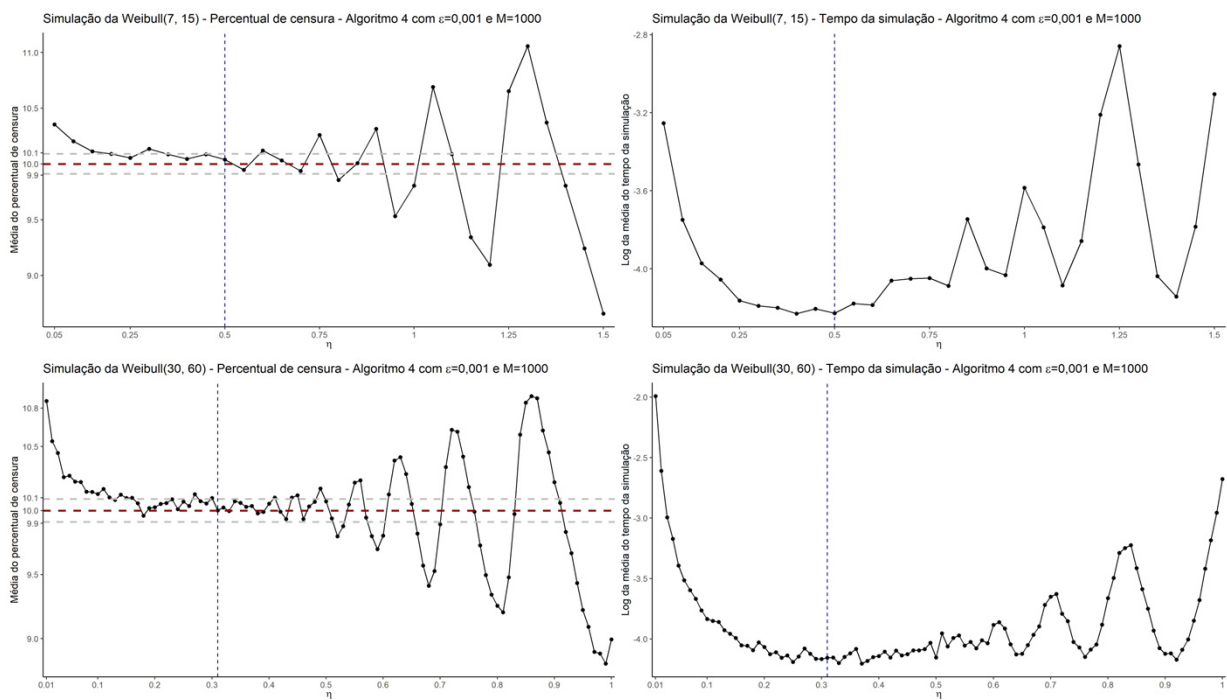 Simulação da Weibull(7, 15) - Percentual de censura - Algoritmo 4 com ε=0,001 e M=1000
Média do percentual de censura
11.0
10.5
10.1
10.0
9.9
9.5
9.0
0.05 0.25 0.5 0.75 1 1.25 1.5
η
Simulação da Weibull(7, 15) - Tempo da simulação - Algoritmo 4 com ε=0,001 e M=1000
Log da média do tempo da simulação
-2.8
-3.2
-3.6
-4.0
0.05 0.25 0.5 0.75 1 1.25 1.5
η
Simulação da Weibull(30, 60) - Percentual de censura - Algoritmo 4 com ε=0,001 e M=1000
Média do percentual de censura
10.8
10.5
10.1
10.0
9.9
9.5
9.0
0.01 0.1 0.2 0.3 0.4 0.5 0.6 0.7 0.8 0.9 1
η
Simulação da Weibull(30, 60) - Tempo da simulação - Algoritmo 4 com ε=0,001 e M=1000
Log da média do tempo da simulação
-2.0
-2.5
-3.0
-3.5
-4.0
0.01 0.1 0.2 0.3 0.4 0.5 0.6 0.7 0.8 0.9 1
η